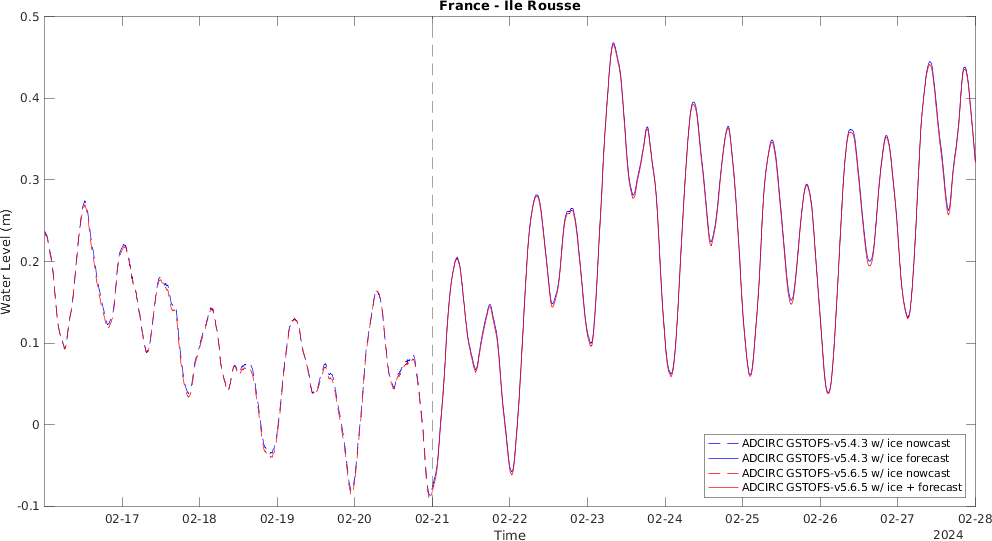 France - Ile Rousse
Water Level (m)
0.5
0.4
0.3
0.2
0.1
0
-0.1
02-17 02-18 02-19 02-20 02-21 02-22 02-23 02-24 02-25 02-26 02-27 02-28
Time
2024
ADCIRC GSTOFS-v5.4.3 w/ ice nowcast
ADCIRC GSTOFS-v5.4.3 w/ ice forecast
ADCIRC GSTOFS-v5.6.5 w/ ice nowcast
ADCIRC GSTOFS-v5.6.5 w/ ice + forecast